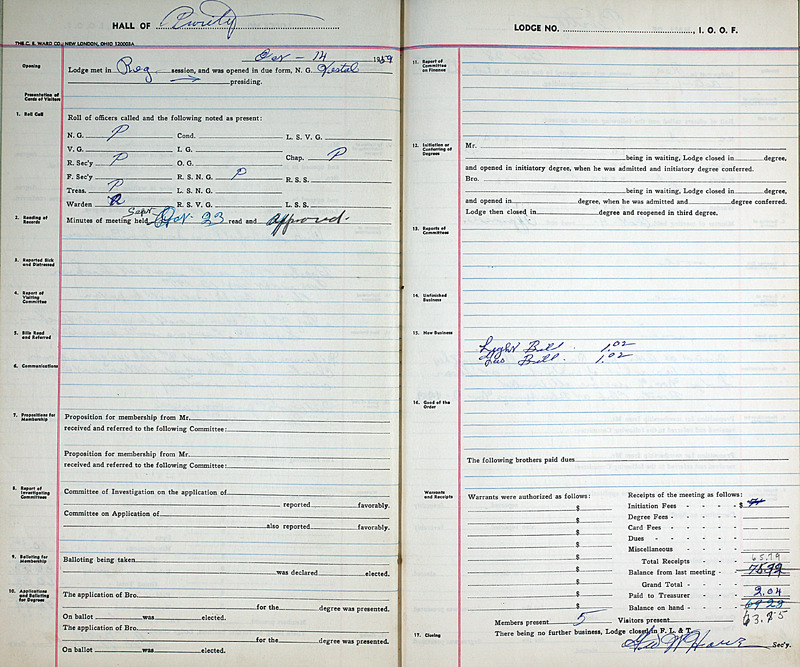 HALL OF Purity
THE C. E. WARD CO., NEW LONDON, OHIO 120005A
Oct - 14 1959
Opening
Lodge met in Reg session, and was opened in due form, N. G. Vestal
presiding.
Presentation of Cards of Visitors
1. Roll Call
Roll of officers called and the following noted as present:
N. G. P Cond. L. S. V. G.
V. G. I. G. Chap. P
R. Sec'y P O. G.
F. Sec'y R. S. N. G. P R. S. S.
Treas. P L. S. N. G.
Warden R. S. V. G. L. S. S.
2. Reading of Records
Minutes of meeting held Sept 23 read and approved.
3. Reported Sick and Distressed
4. Report of Visiting Committee
5. Bills Read and Referred
6. Communications
7. Propositions for Membership
Proposition for membership from Mr.
received and referred to the following Committee:
Proposition for membership from Mr.
received and referred to the following Committee:
8. Report of Investigating Committees
Committee of Investigation on the application of
reported favorably.
Committee on Application of
also reported favorably.
9. Balloting for Membership
Balloting being taken
was declared elected.
10. Applications and Balloting for Degrees
The application of Bro.
for the degree was presented.
On ballot was elected.
The application of Bro.
for the degree was presented.
On ballot was elected.
LODGE NO. , I. O. O. F.
11. Report of Committee on Finance
12. Initiation or Conferring of Degrees
Mr.
being in waiting, Lodge closed in degree,
and opened in initiatory degree, when he was admitted and initiatory degree conferred.
Bro.
being in waiting, Lodge closed in degree,
and opened in degree, when he was admitted and degree conferred.
Lodge then closed in degree and reopened in third degree.
13. Reports of Committees
14. Unfinished Business
15. New Business
Light Bill. 1.02
Gas Bill. 1.02
16. Good of the Order
The following brothers paid dues
Warrants and Receipts
Warrants were authorized as follows:
$
$
$
$
$
$
$
$
$
Receipts of the meeting as follows:
Initiation Fees - - - - $
Degree Fees - - - -
Card Fees - - - -
Dues - - - - -
Miscellaneous
Total Receipts - - 65.79
Balance from last meeting -
Grand Total - -
Paid to Treasurer - - 2.04
Balance on hand - -
Members present 5 Visitors present 63.75
17. Closing
There being no further business, Lodge closed in F. L. & T.
Sec'y.